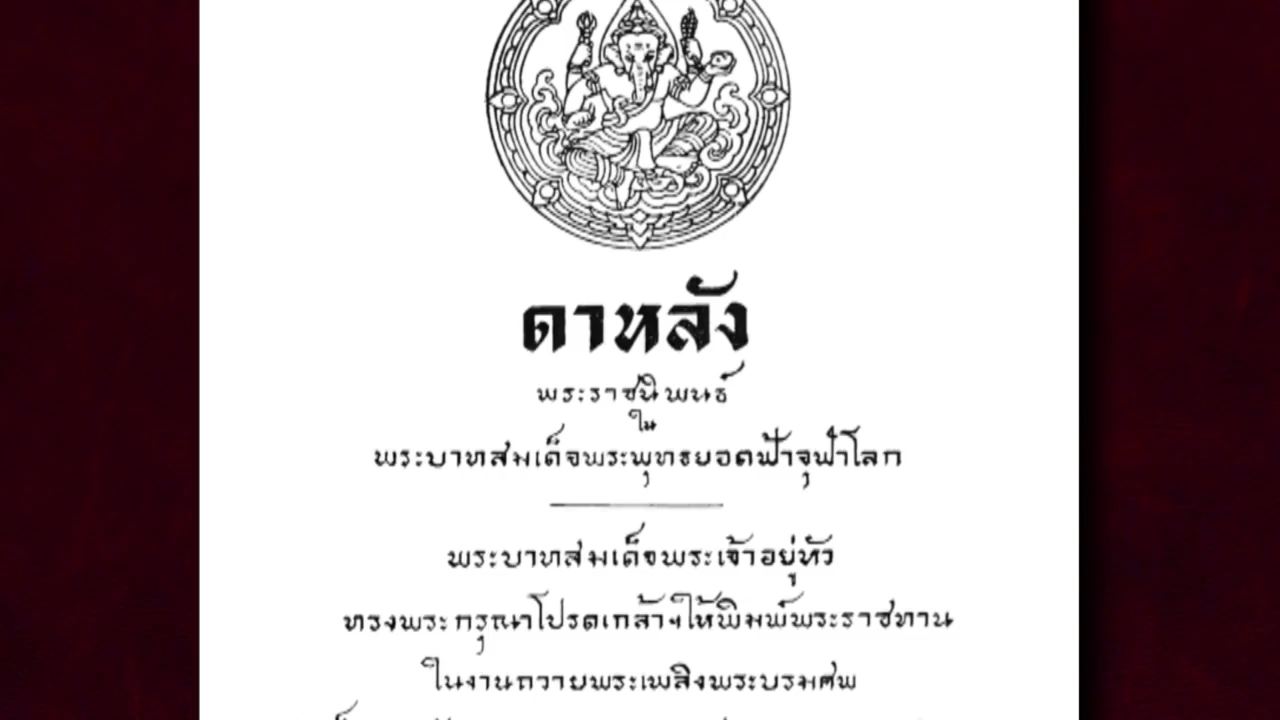 ดาหลัง
พระราชนิพนธ์
ใน
พระบาทสมเด็จพระพุทธยอดฟ้าจุฬาโลก
พระบาทสมเด็จพระเจ้าอยู่หัว
ทรงพระกรุณาโปรดเกล้าฯให้พิมพ์พระราชทาน
ในงานถวายพระเพลิงพระบรมศพ